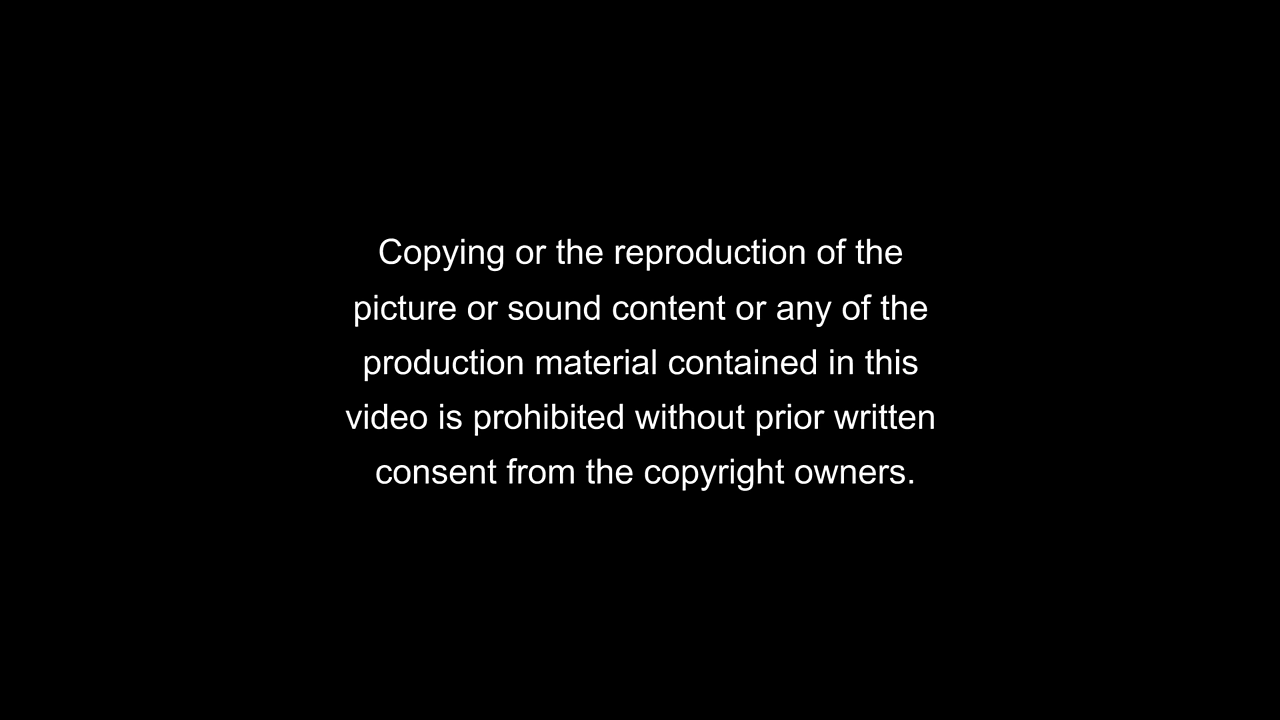 Copying or the reproduction of the
picture or sound content or any of the
production material contained in this
video is prohibited without prior written
consent from the copyright owners.